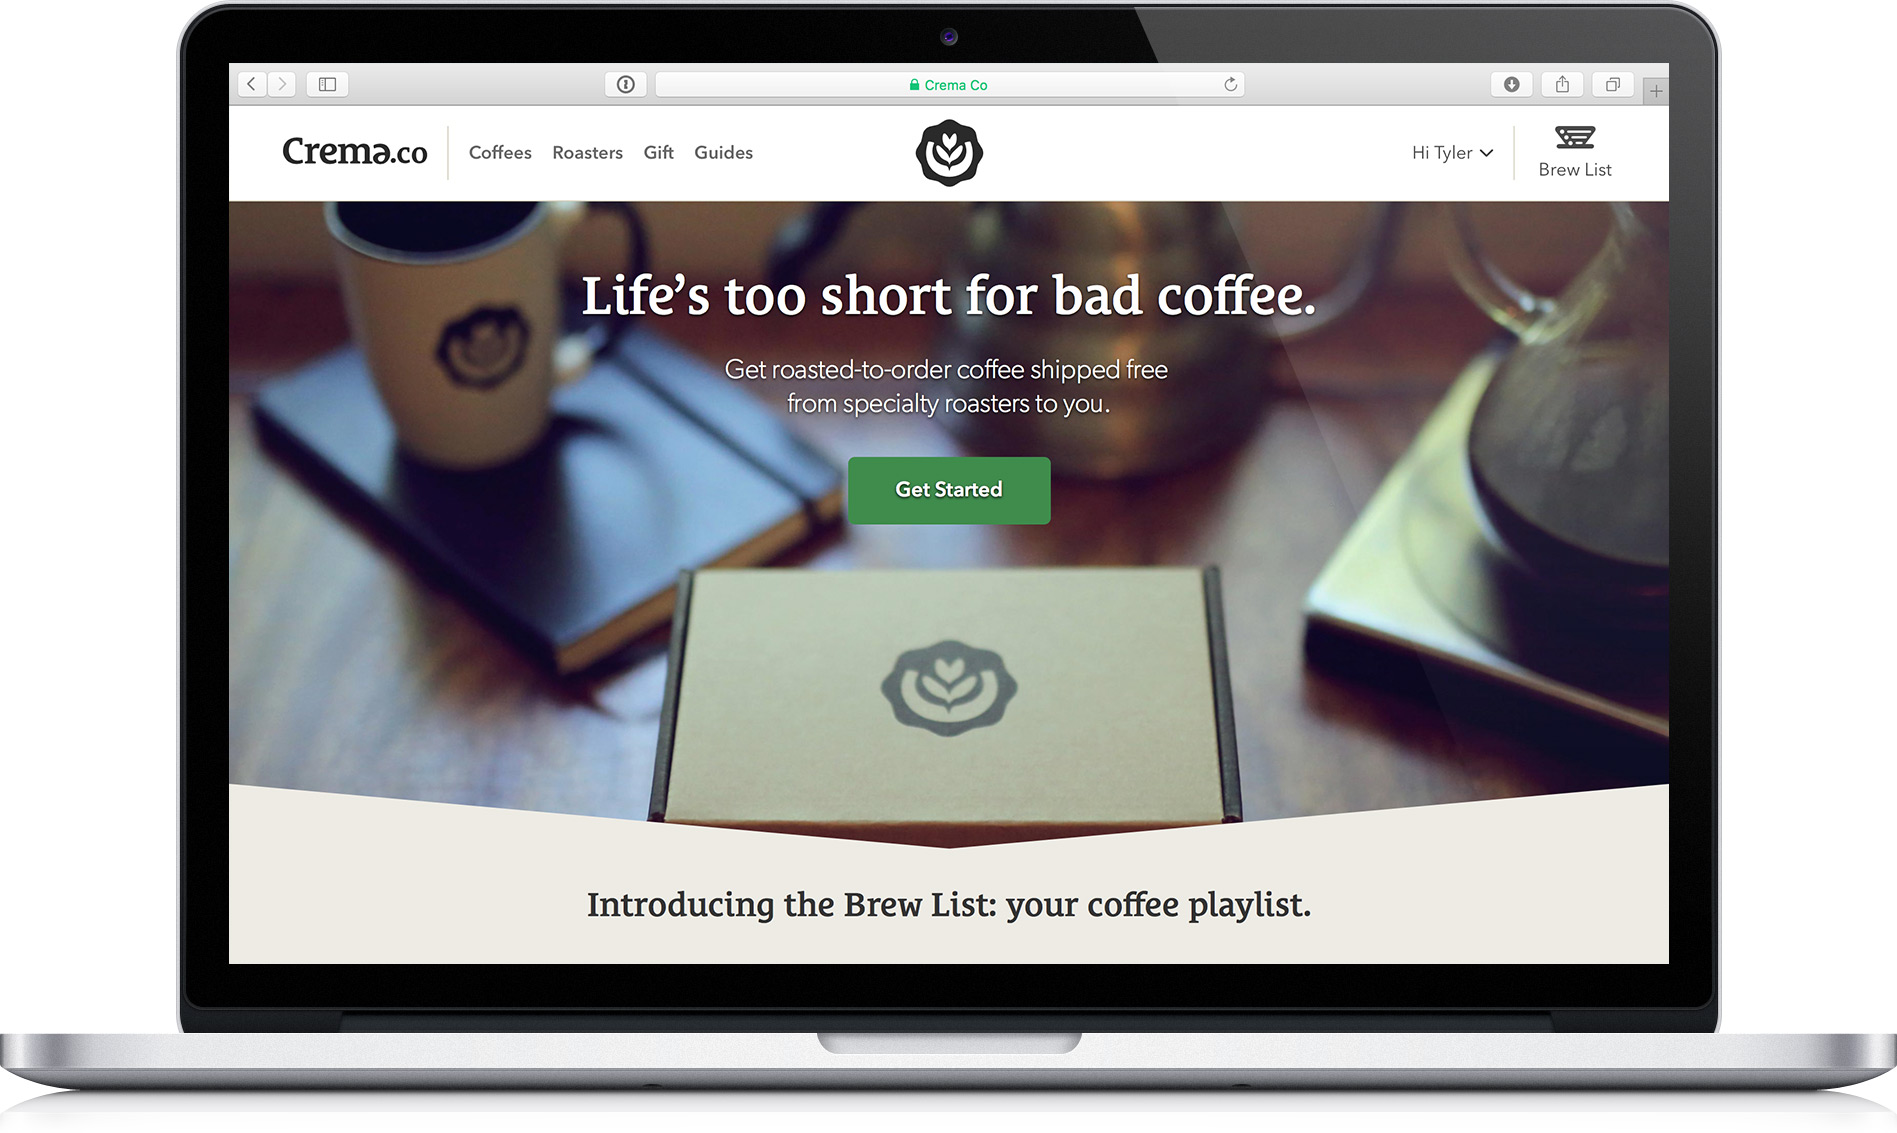 Crema Co
Crema.co
Coffees Roasters Gift Guides
Hi Tyler
Brew List
Life’s too short for bad coffee.
Get roasted-to-order coffee shipped free
from specialty roasters to you.
Get Started
Introducing the Brew List: your coffee playlist.